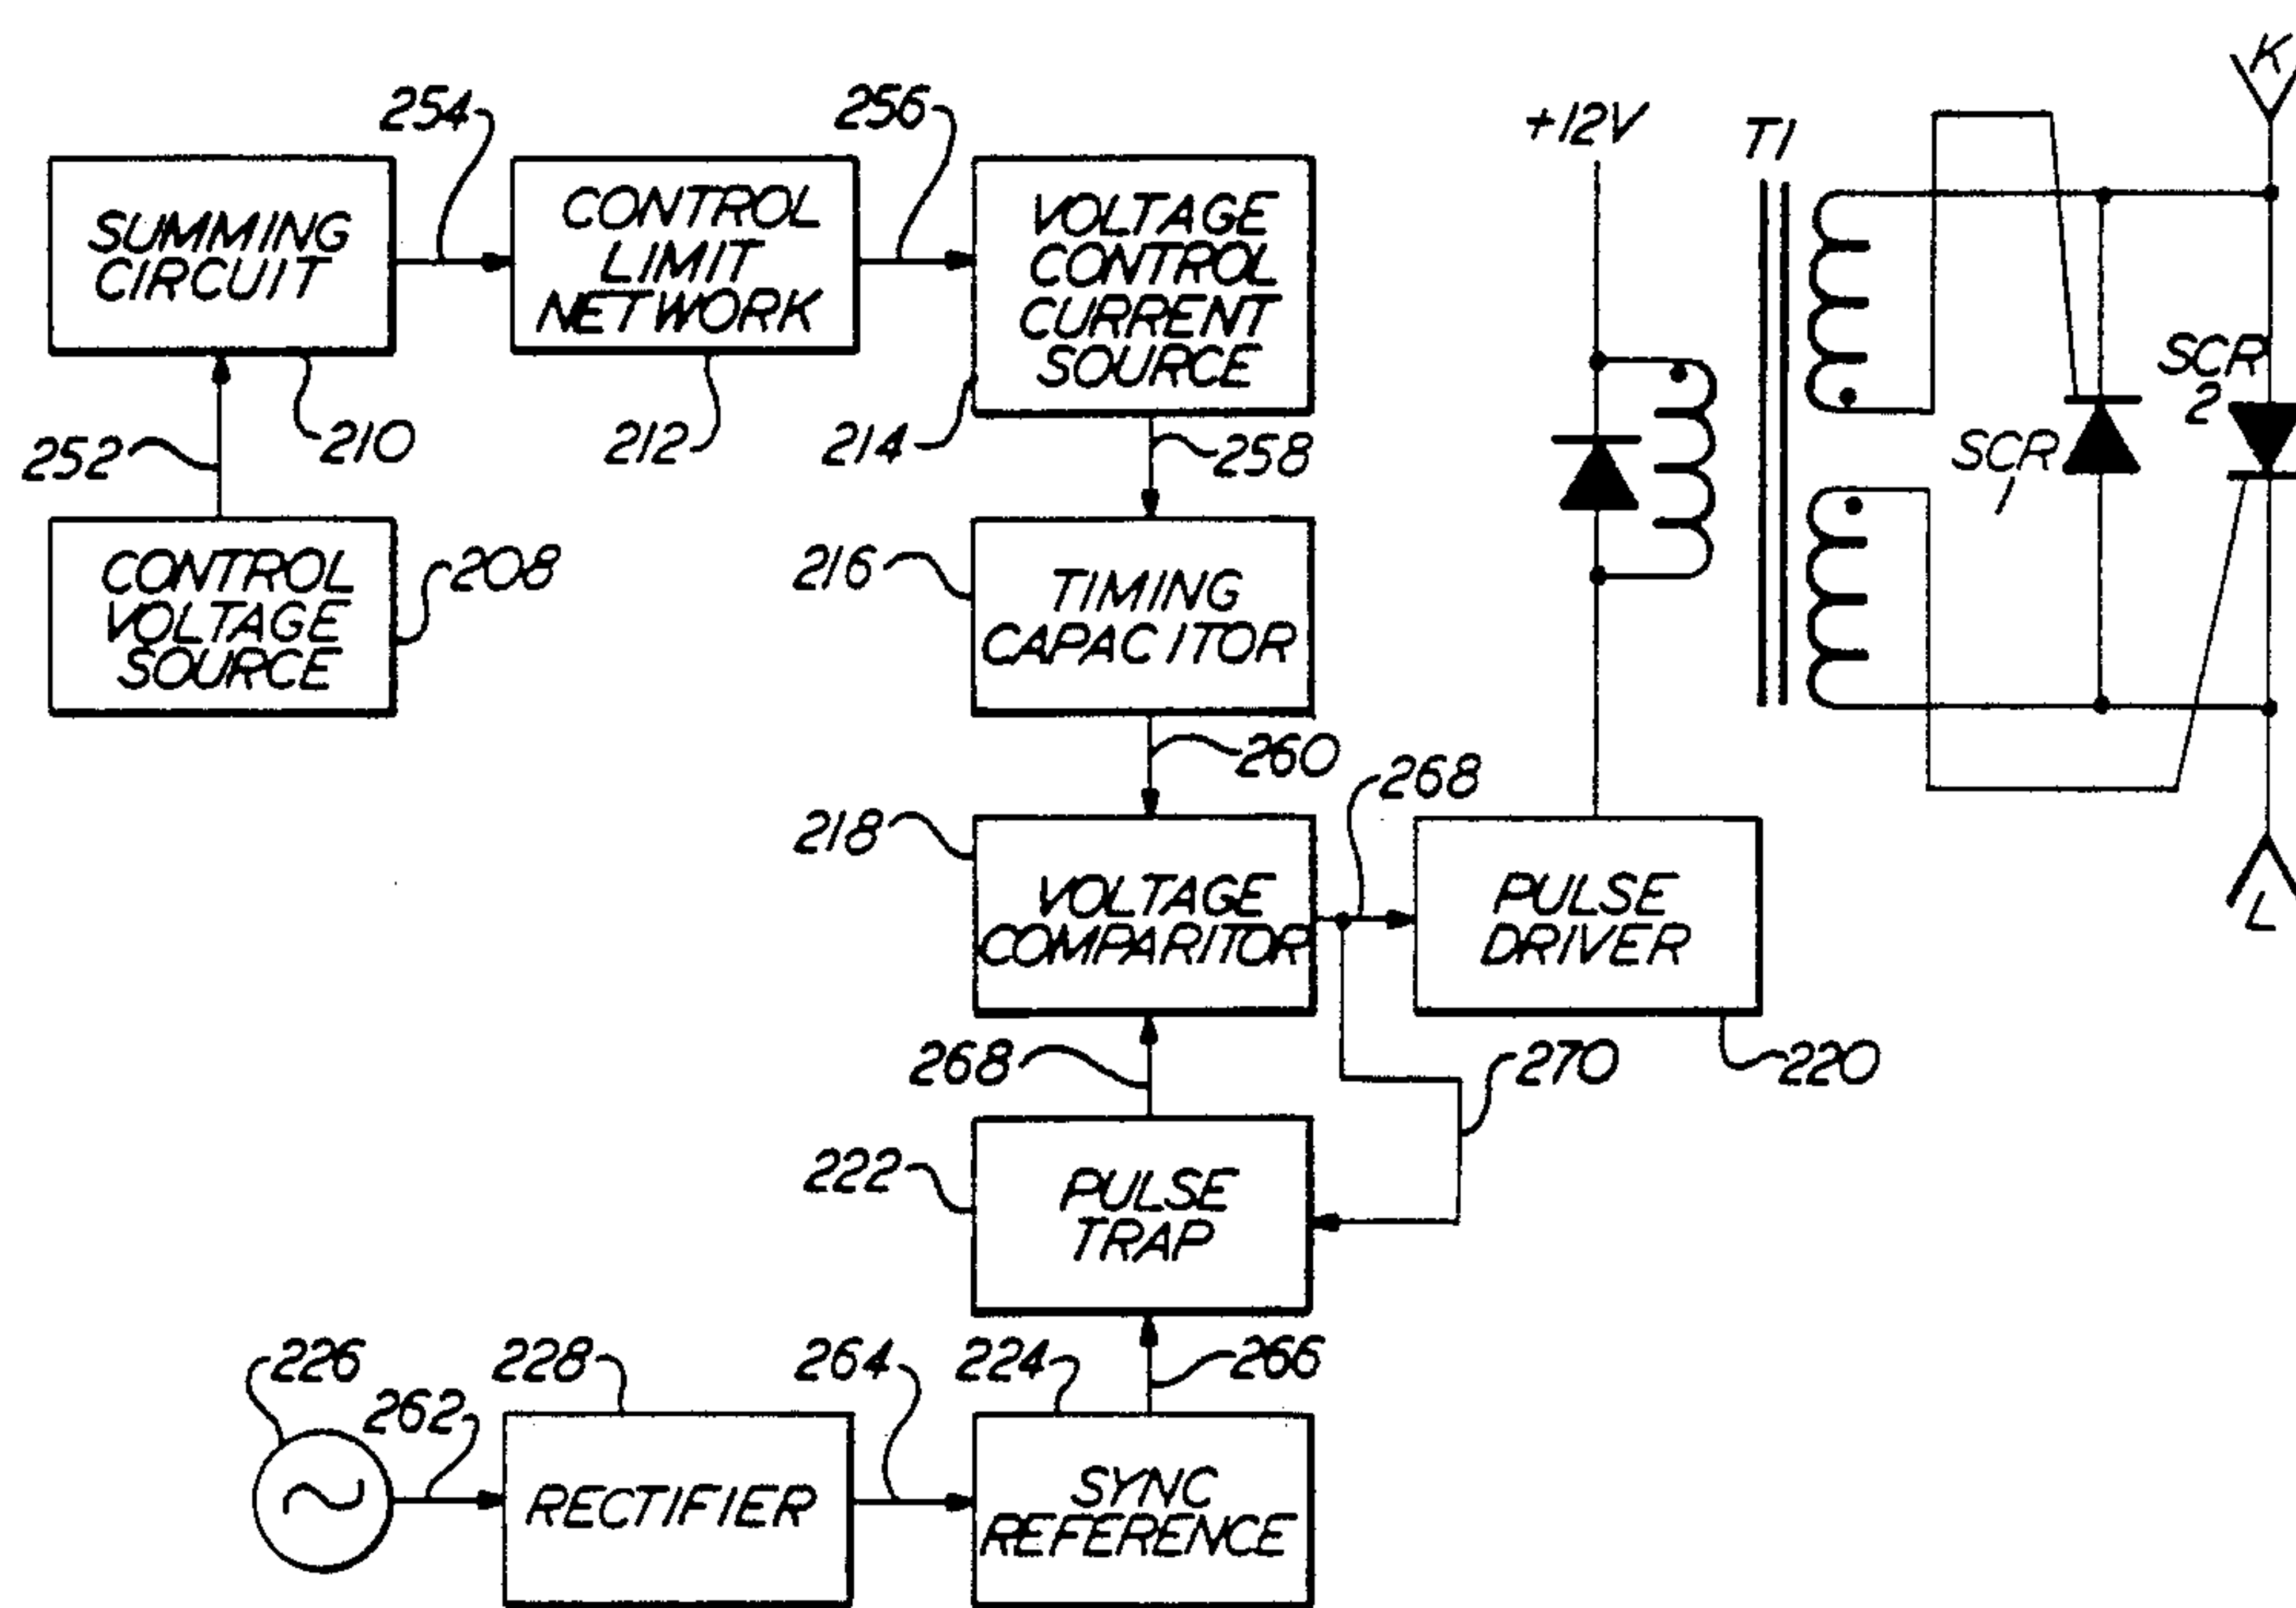 254
256
+12V
T1
K
SUMMING
CIRCUIT
CONTROL
LIMIT
NETWORK
VOLTAGE
CONTROL
CURRENT
SOURCE
SCR
2
SCR
1
252
210
212
214
258
CONTROL
VOLTAGE
SOURCE
208
216
TIMING
CAPACITOR
260
268
218
VOLTAGE
COMPARITOR
PULSE
DRIVER
L
268
270
220
222
PULSE
TRAP
226
262
228
264
224
266
RECTIFIER
SYNC
REFERENCE